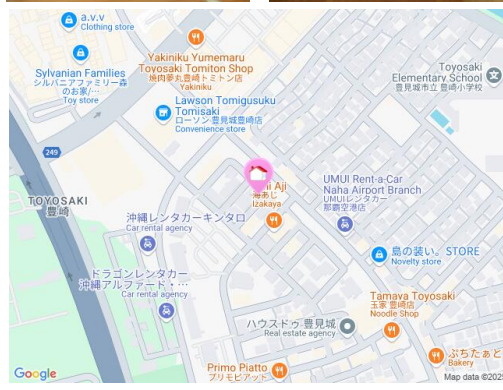 a.v.v
Clothing store
Yakiniku Yumemaru
Toyosaki Tomiton Shop
焼肉夢丸豊崎トミトン店
Yakiniku
Sylvanian Families
シルバニアファミリー森
のお家/…
Toy store
Toyosaki
Elementary School
豊見城市立 豊崎小学校
Lawson Tomigusuku
Tomisaki
ローソン 豊見城豊崎店
Convenience store
249
TOYOSAKI
豊崎
Aji
海あじ
Izakaya
UMUI Rent-a-Car
Naha Airport Branch
UMUIレンタカー
那覇空港店
沖縄レンタカーキンタロ
Car rental agency
島の装い。STORE
Novelty store
ドラゴンレンタカー
沖縄アルファード・…
Car rental agency
Tamaya Toyosaki
玉家 豊崎店
Noodle Shop
ハウスドゥ 豊見城
Real estate agency
ぷちたぁと
Bakery
Primo Piatto
プリモピアット
Google
Map data ©202